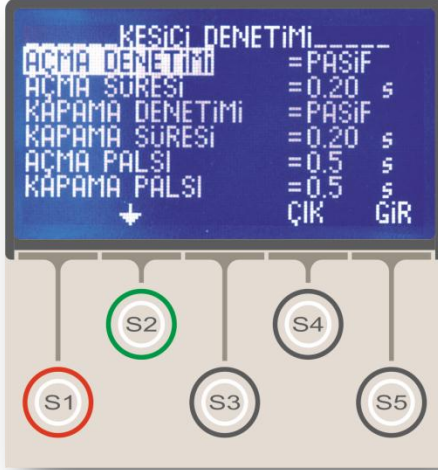 KESİCİ DENETİMİ_____
AÇMA DENETİMİ =PASİF
AÇMA SÜRESİ =0.20 s
KAPAMA DENETİMİ =PASİF
KAPAMA SÜRESİ =0.20 s
AÇMA PALSI =0.5 s
KAPAMA PALSI =0.5 s
ÇIK GİR
S2 S4
S1 S3 S5